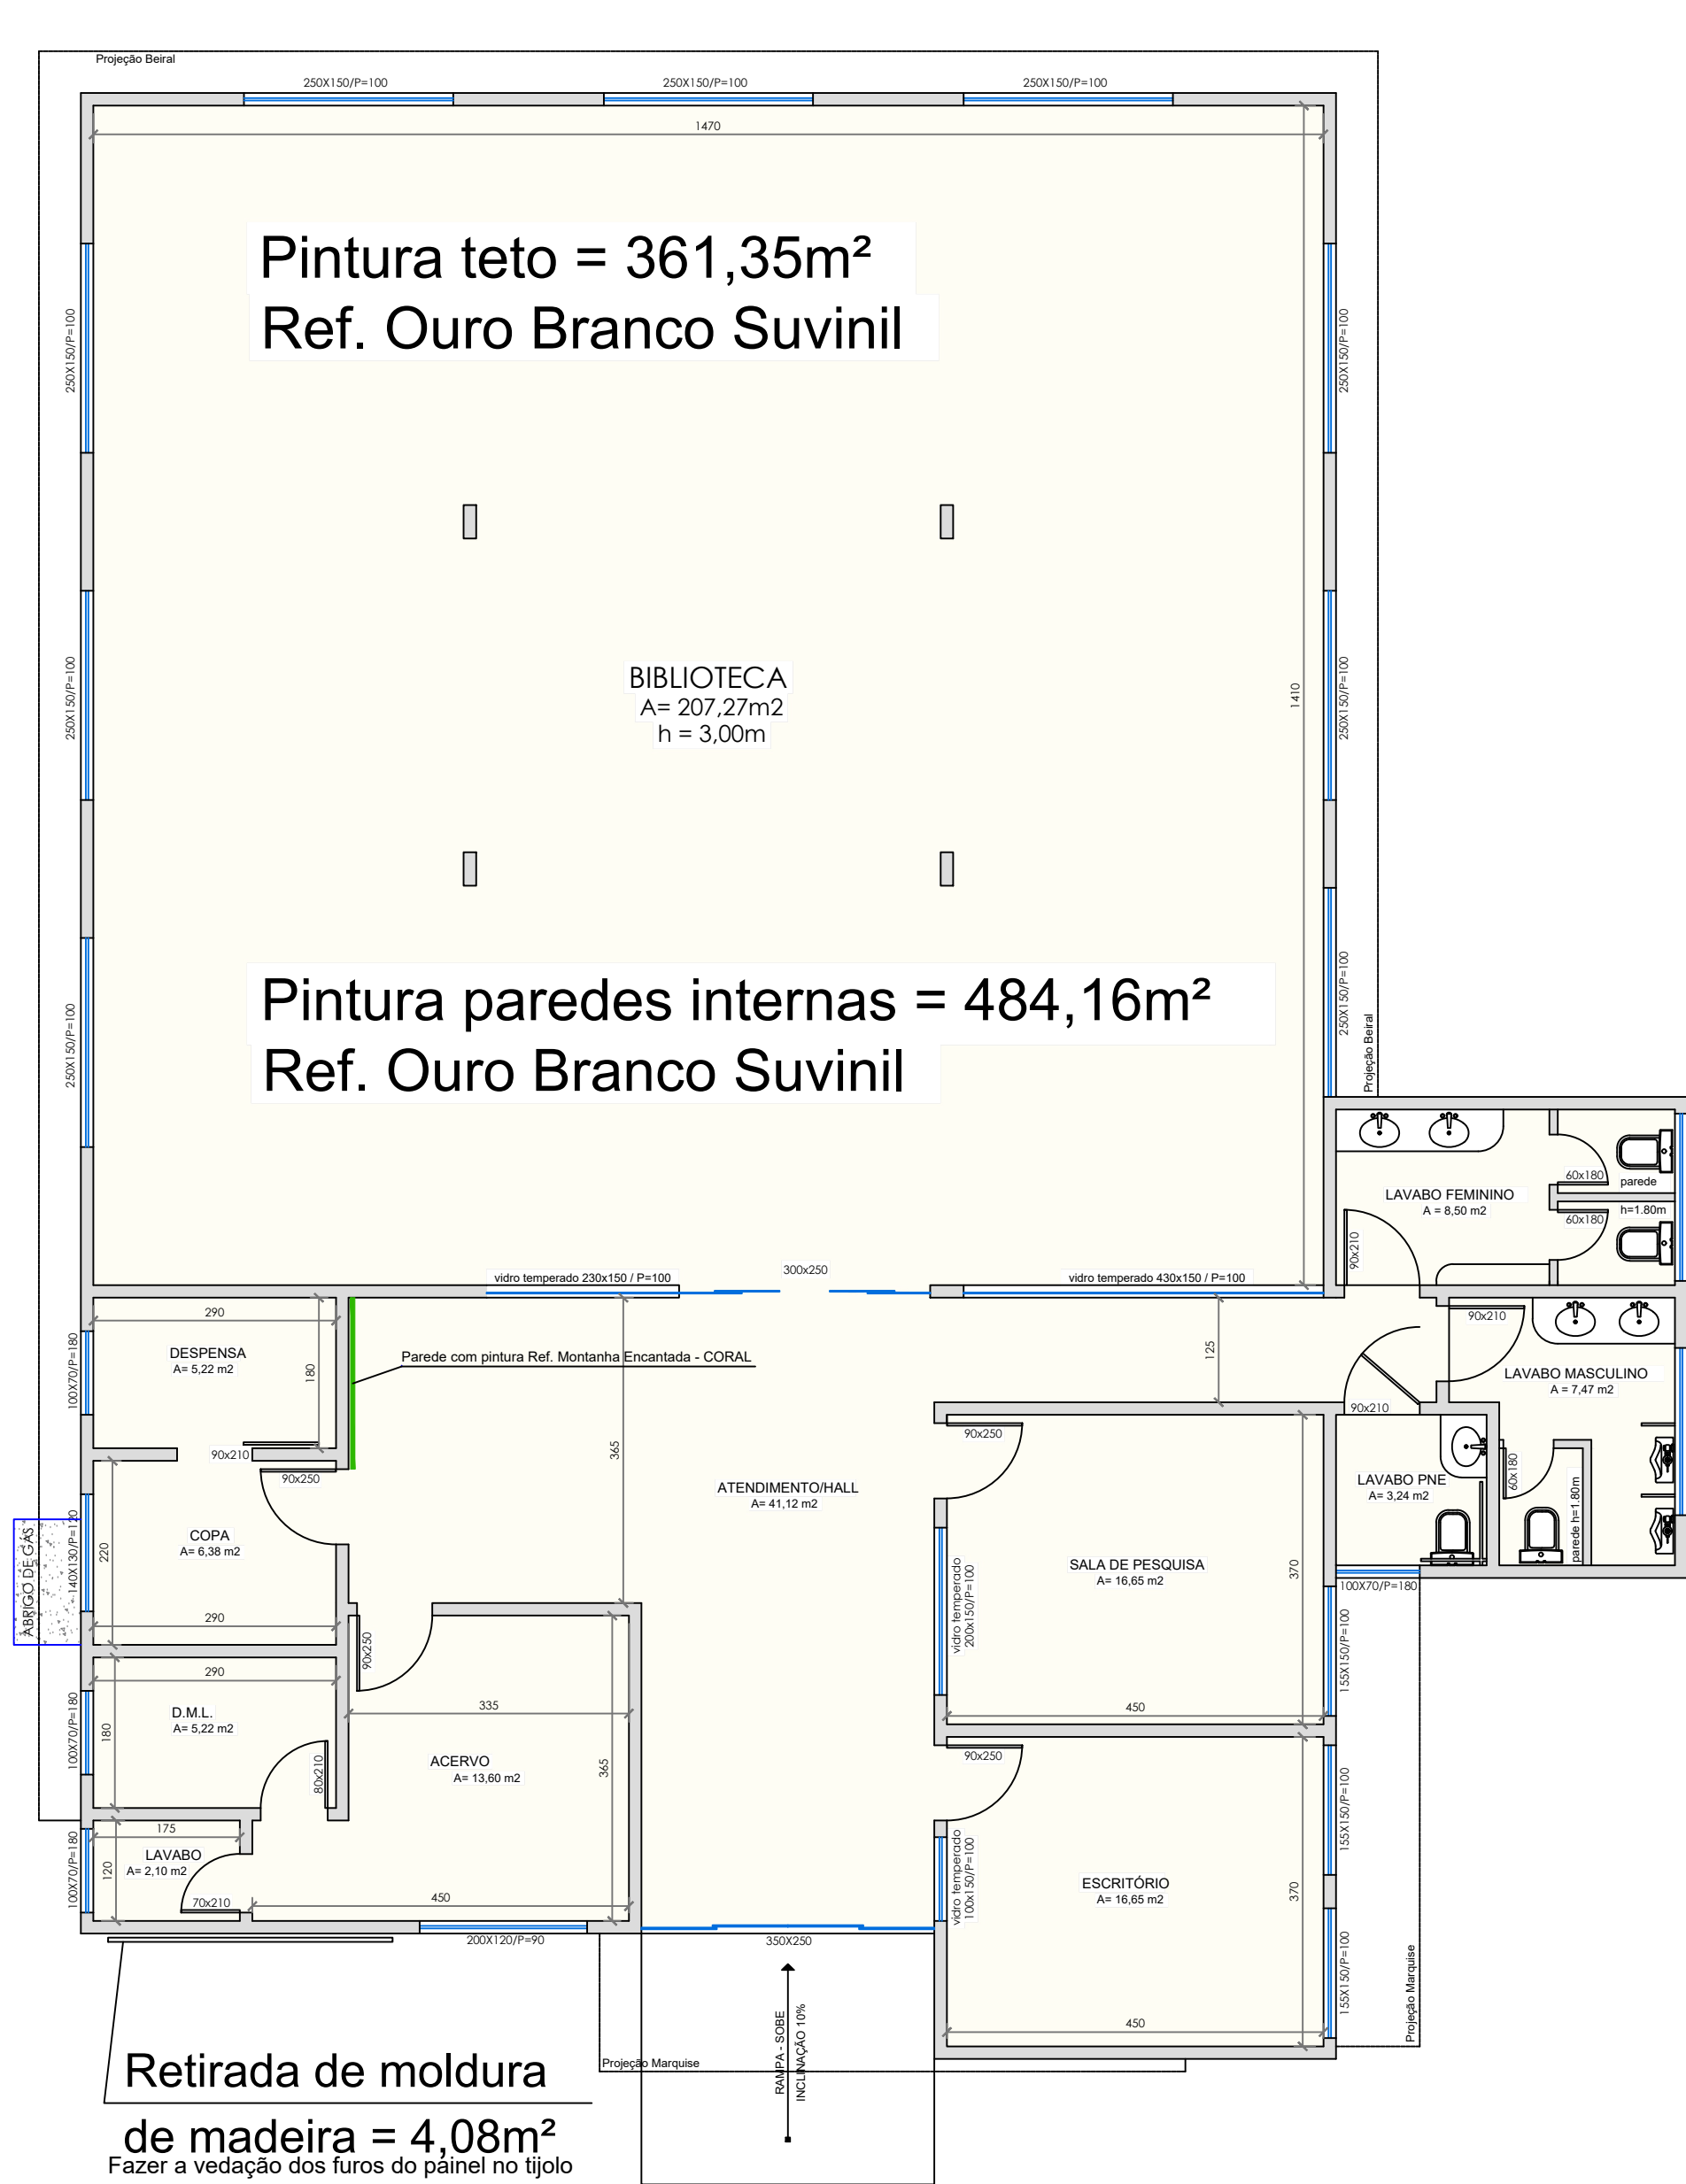 Projeção Beiral
250X150/P=100
250X150/P=100
250X150/P=100
1470
Pintura teto = 361,35m²
Ref. Ouro Branco Suvinil
250X150/P=100
250X150/P=100
BIBLIOTECA
A= 207,27m2
h = 3,00m
250X150/P=100
1410
250X150/P=100
Pintura paredes internas = 484,16m²
Ref. Ouro Branco Suvinil
250X150/P=100
250X150/P=100
Projeção Beiral
LAVABO FEMININO
A = 8,50 m2
60x180
parede
h=1.80m
60x180
90x210
300x250
vidro temperado 230x150 / P=100
vidro temperado 430x150 / P=100
290
DESPENSA
A= 5,22 m2
180
100X70/P=180
90x210
Parede com pintura Ref. Montanha Encantada - CORAL
125
365
90x210
LAVABO MASCULINO
A = 7,47 m2
90x210
90x250
90x250
ATENDIMENTO/HALL
A= 41,12 m2
LAVABO PNE
A= 3,24 m2
60x180
parede h=1.80m
100X70/P=180
COPA
A= 6,38 m2
220
290
140X130/P=120
ABRIGO DE GÁS
SALA DE PESQUISA
A= 16,65 m2
370
450
vidro temperado
200x150/P=100
155X150/P=100
290
D.M.L.
A= 5,22 m2
180
100X70/P=180
80x210
90x250
335
ACERVO
A= 13,60 m2
365
90x250
155X150/P=100
175
LAVABO
A= 2,10 m2
120
100X70/P=180
70x210
450
200X120/P=90
350X250
vidro temperado
100x150/P=100
ESCRITÓRIO
A= 16,65 m2
370
450
155X150/P=100
Projeção Marquise
RAMPA - SOBE
INCLINAÇÃO 10%
Projeção Marquise
Retirada de moldura
de madeira = 4,08m²
Fazer a vedação dos furos do painel no tijolo